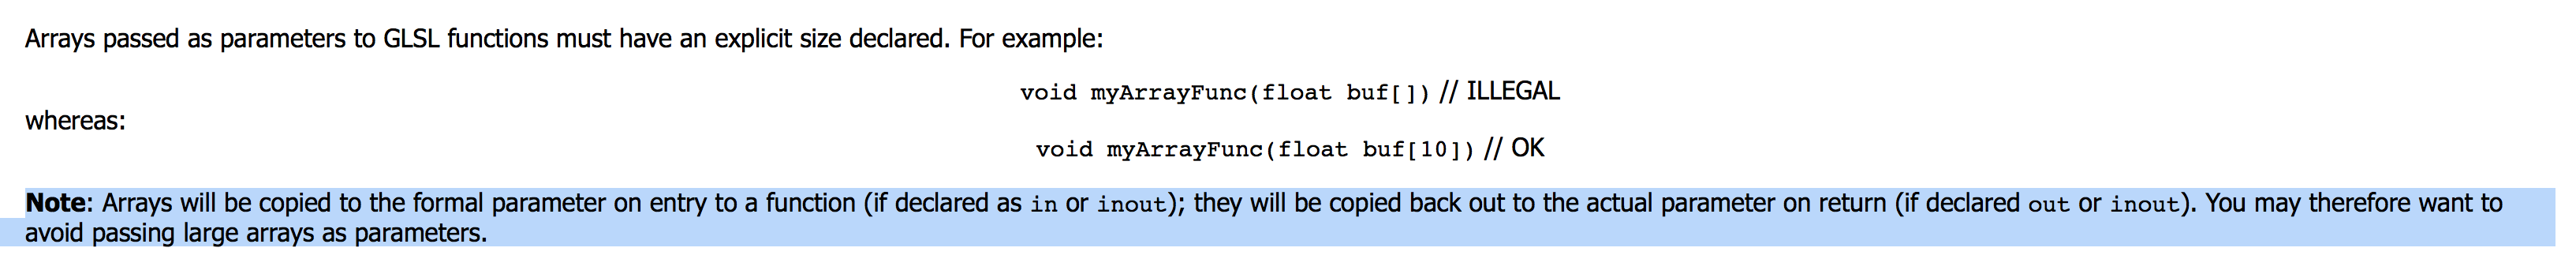 Arrays passed as parameters to GLSL functions must have an explicit size declared. For example:
void myArrayFunc(float buf[]) // ILLEGAL
whereas:
void myArrayFunc(float buf[10]) // OK
Note: Arrays will be copied to the formal parameter on entry to a function (if declared as in or inout); they will be copied back out to the actual parameter on return (if declared out or inout). You may therefore want to
avoid passing large arrays as parameters.